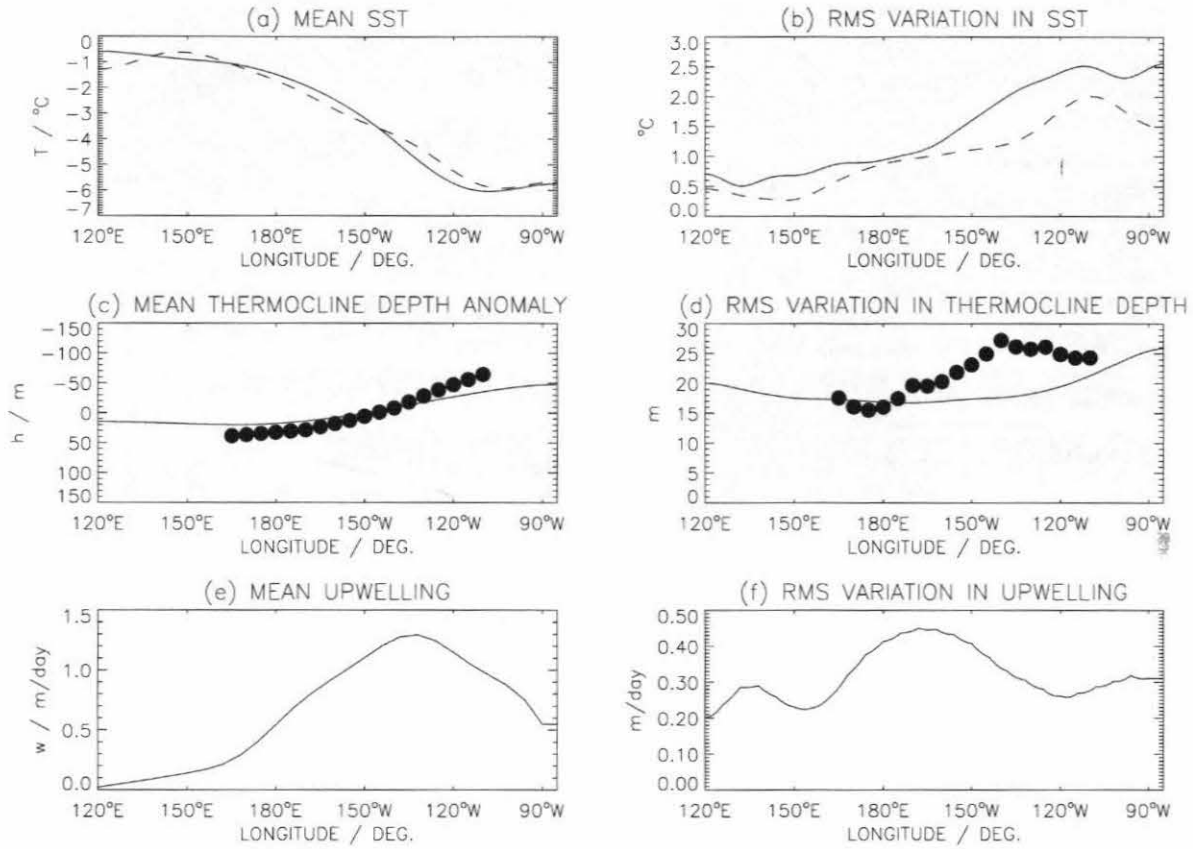 (a) MEAN SST
T / °C
0
-1
-2
-3
-4
-5
-6
-7
120°E 150°E 180°E 150°W 120°W 90°W
LONGITUDE / DEG.
(b) RMS VARIATION IN SST
°C
3.0
2.5
2.0
1.5
1.0
0.5
0.0
120°E 150°E 180°E 150°W 120°W 90°W
LONGITUDE / DEG.
(c) MEAN THERMOCLINE DEPTH ANOMALY
h / m
-150
-100
-50
0
50
100
150
120°E 150°E 180°E 150°W 120°W 90°W
LONGITUDE / DEG.
(d) RMS VARIATION IN THERMOCLINE DEPTH
m
30
25
20
15
10
5
0
120°E 150°E 180°E 150°W 120°W 90°W
LONGITUDE / DEG.
(e) MEAN UPWELLING
w / m/day
1.5
1.0
0.5
0.0
120°E 150°E 180°E 150°W 120°W 90°W
LONGITUDE / DEG.
(f) RMS VARIATION IN UPWELLING
m/day
0.50
0.40
0.30
0.20
0.10
0.00
120°E 150°E 180°E 150°W 120°W 90°W
LONGITUDE / DEG.